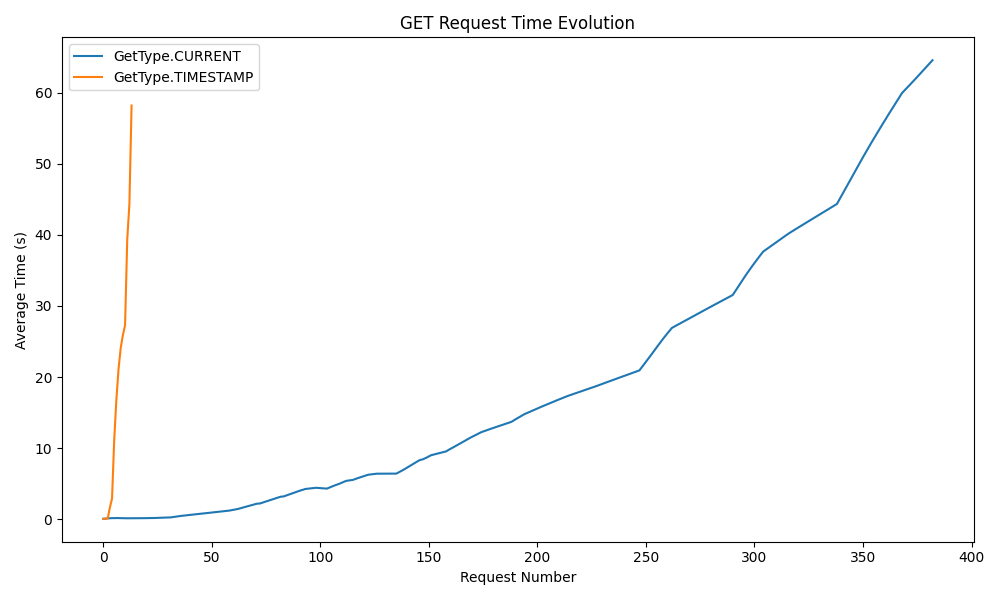 GET Request Time Evolution
GetType.CURRENT
GetType.TIMESTAMP
Average Time (s)
60
50
40
30
20
10
0
0 50 100 150 200 250 300 350 400
Request Number